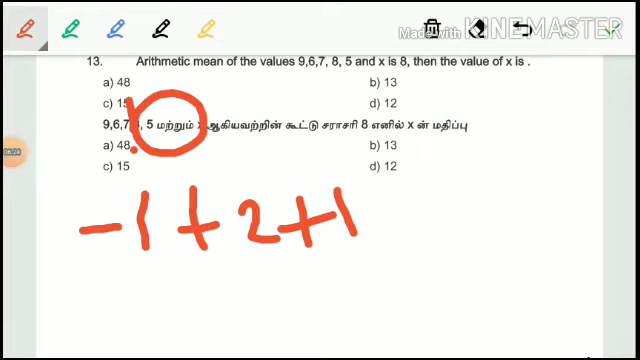 Made with KINEMASTER
13. Arithmetic mean of the values 9,6,7, 8, 5 and x is 8, then the value of x is .
a) 48 b) 13
c) 15 d) 12
9,6,7, 5 மற்றும் x ஆகியவற்றின் கூட்டு சராசரி 8 எனில் x ன் மதிப்பு
a) 48 b) 13
c) 15 d) 12
-1+2+1